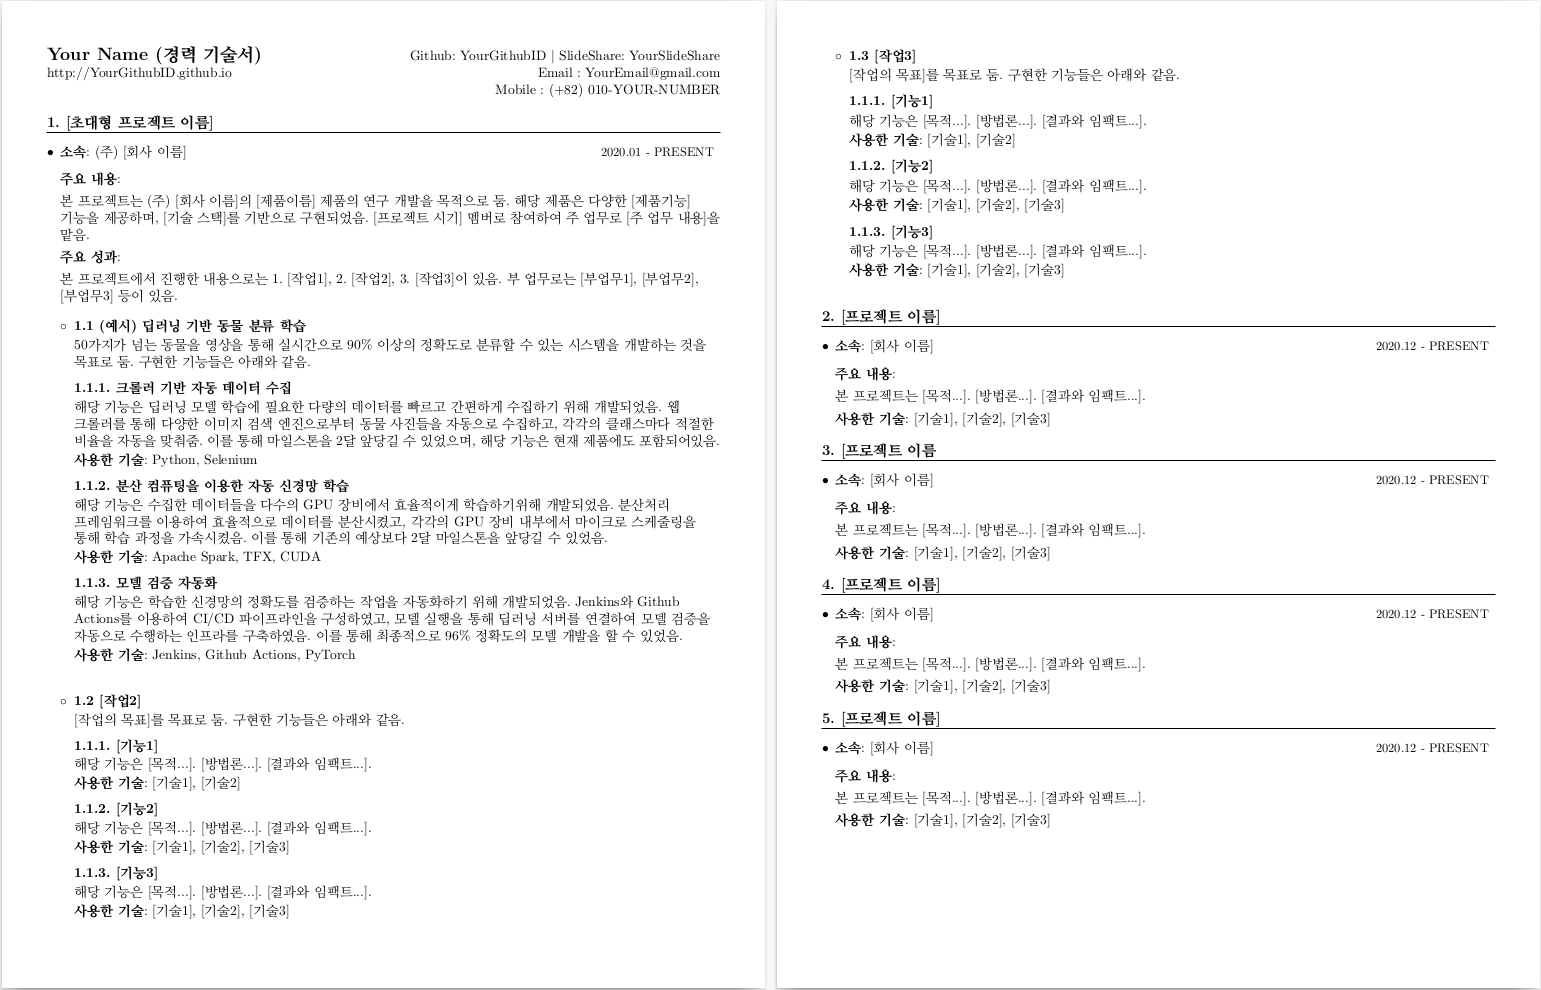 Your Name (경력 기술서)
http://YourGithubID.github.io
Github: YourGithubID | SlideShare: YourSlideShare
Email : YourEmail@gmail.com
Mobile : (+82) 010-YOUR-NUMBER
1. [초대형 프로젝트 이름]
• 소속: (주) [회사 이름] 2020.01 - PRESENT
주요 내용:
본 프로젝트는 (주) [회사 이름]의 [제품이름] 제품의 연구 개발을 목적으로 둠. 해당 제품은 다양한 [제품기능]
기능을 제공하며, [기술 스택]를 기반으로 구현되었음. [프로젝트 시기] 멤버로 참여하여 주 업무로 [주 업무 내용]을
맡음.
주요 성과:
본 프로젝트에서 진행한 내용으로는 1. [작업1], 2. [작업2], 3. [작업3]이 있음. 부 업무로는 [부업무1], [부업무2],
[부업무3] 등이 있음.
○ 1.1 (예시) 딥러닝 기반 동물 분류 학습
50가지가 넘는 동물을 영상을 통해 실시간으로 90% 이상의 정확도로 분류할 수 있는 시스템을 개발하는 것을
목표로 둠. 구현한 기능들은 아래와 같음.
1.1.1. 크롤러 기반 자동 데이터 수집
해당 기능은 딥러닝 모델 학습에 필요한 다량의 데이터를 빠르고 간편하게 수집하기 위해 개발되었음. 웹
크롤러를 통해 다양한 이미지 검색 엔진으로부터 동물 사진들을 자동으로 수집하고, 각각의 클래스마다 적절한
비율을 자동을 맞춰줌. 이를 통해 마일스톤을 2달 앞당길 수 있었으며, 해당 기능은 현재 제품에도 포함되어있음.
사용한 기술: Python, Selenium
1.1.2. 분산 컴퓨팅을 이용한 자동 신경망 학습
해당 기능은 수집한 데이터들을 다수의 GPU 장비에서 효율적이게 학습하기위해 개발되었음. 분산처리
프레임워크를 이용하여 효율적으로 데이터를 분산시켰고, 각각의 GPU 장비 내부에서 마이크로 스케줄링을
통해 학습 과정을 가속시켰음. 이를 통해 기존의 예상보다 2달 마일스톤을 앞당길 수 있었음.
사용한 기술: Apache Spark, TFX, CUDA
1.1.3. 모델 검증 자동화
해당 기능은 학습한 신경망의 정확도를 검증하는 작업을 자동화하기 위해 개발되었음. Jenkins와 Github
Actions를 이용하여 CI/CD 파이프라인을 구성하였고, 모델 실행을 통해 딥러닝 서버를 연결하여 모델 검증을
자동으로 수행하는 인프라를 구축하였음. 이를 통해 최종적으로 96% 정확도의 모델 개발을 할 수 있었음.
사용한 기술: Jenkins, Github Actions, PyTorch
○ 1.2 [작업2]
[작업의 목표]를 목표로 둠. 구현한 기능들은 아래와 같음.
1.1.1. [기능1]
해당 기능은 [목적...]. [방법론...]. [결과와 임팩트...].
사용한 기술: [기술1], [기술2]
1.1.2. [기능2]
해당 기능은 [목적...]. [방법론...]. [결과와 임팩트...].
사용한 기술: [기술1], [기술2], [기술3]
1.1.3. [기능3]
해당 기능은 [목적...]. [방법론...]. [결과와 임팩트...].
사용한 기술: [기술1], [기술2], [기술3]
○ 1.3 [작업3]
[작업의 목표]를 목표로 둠. 구현한 기능들은 아래와 같음.
1.1.1. [기능1]
해당 기능은 [목적...]. [방법론...]. [결과와 임팩트...].
사용한 기술: [기술1], [기술2]
1.1.2. [기능2]
해당 기능은 [목적...]. [방법론...]. [결과와 임팩트...].
사용한 기술: [기술1], [기술2], [기술3]
1.1.3. [기능3]
해당 기능은 [목적...]. [방법론...]. [결과와 임팩트...].
사용한 기술: [기술1], [기술2], [기술3]
2. [프로젝트 이름]
• 소속: [회사 이름] 2020.12 - PRESENT
주요 내용:
본 프로젝트는 [목적...]. [방법론...]. [결과와 임팩트...].
사용한 기술: [기술1], [기술2], [기술3]
3. [프로젝트 이름
• 소속: [회사 이름] 2020.12 - PRESENT
주요 내용:
본 프로젝트는 [목적...]. [방법론...]. [결과와 임팩트...].
사용한 기술: [기술1], [기술2], [기술3]
4. [프로젝트 이름]
• 소속: [회사 이름] 2020.12 - PRESENT
주요 내용:
본 프로젝트는 [목적...]. [방법론...]. [결과와 임팩트...].
사용한 기술: [기술1], [기술2], [기술3]
5. [프로젝트 이름]
• 소속: [회사 이름] 2020.12 - PRESENT
주요 내용:
본 프로젝트는 [목적...]. [방법론...]. [결과와 임팩트...].
사용한 기술: [기술1], [기술2], [기술3]